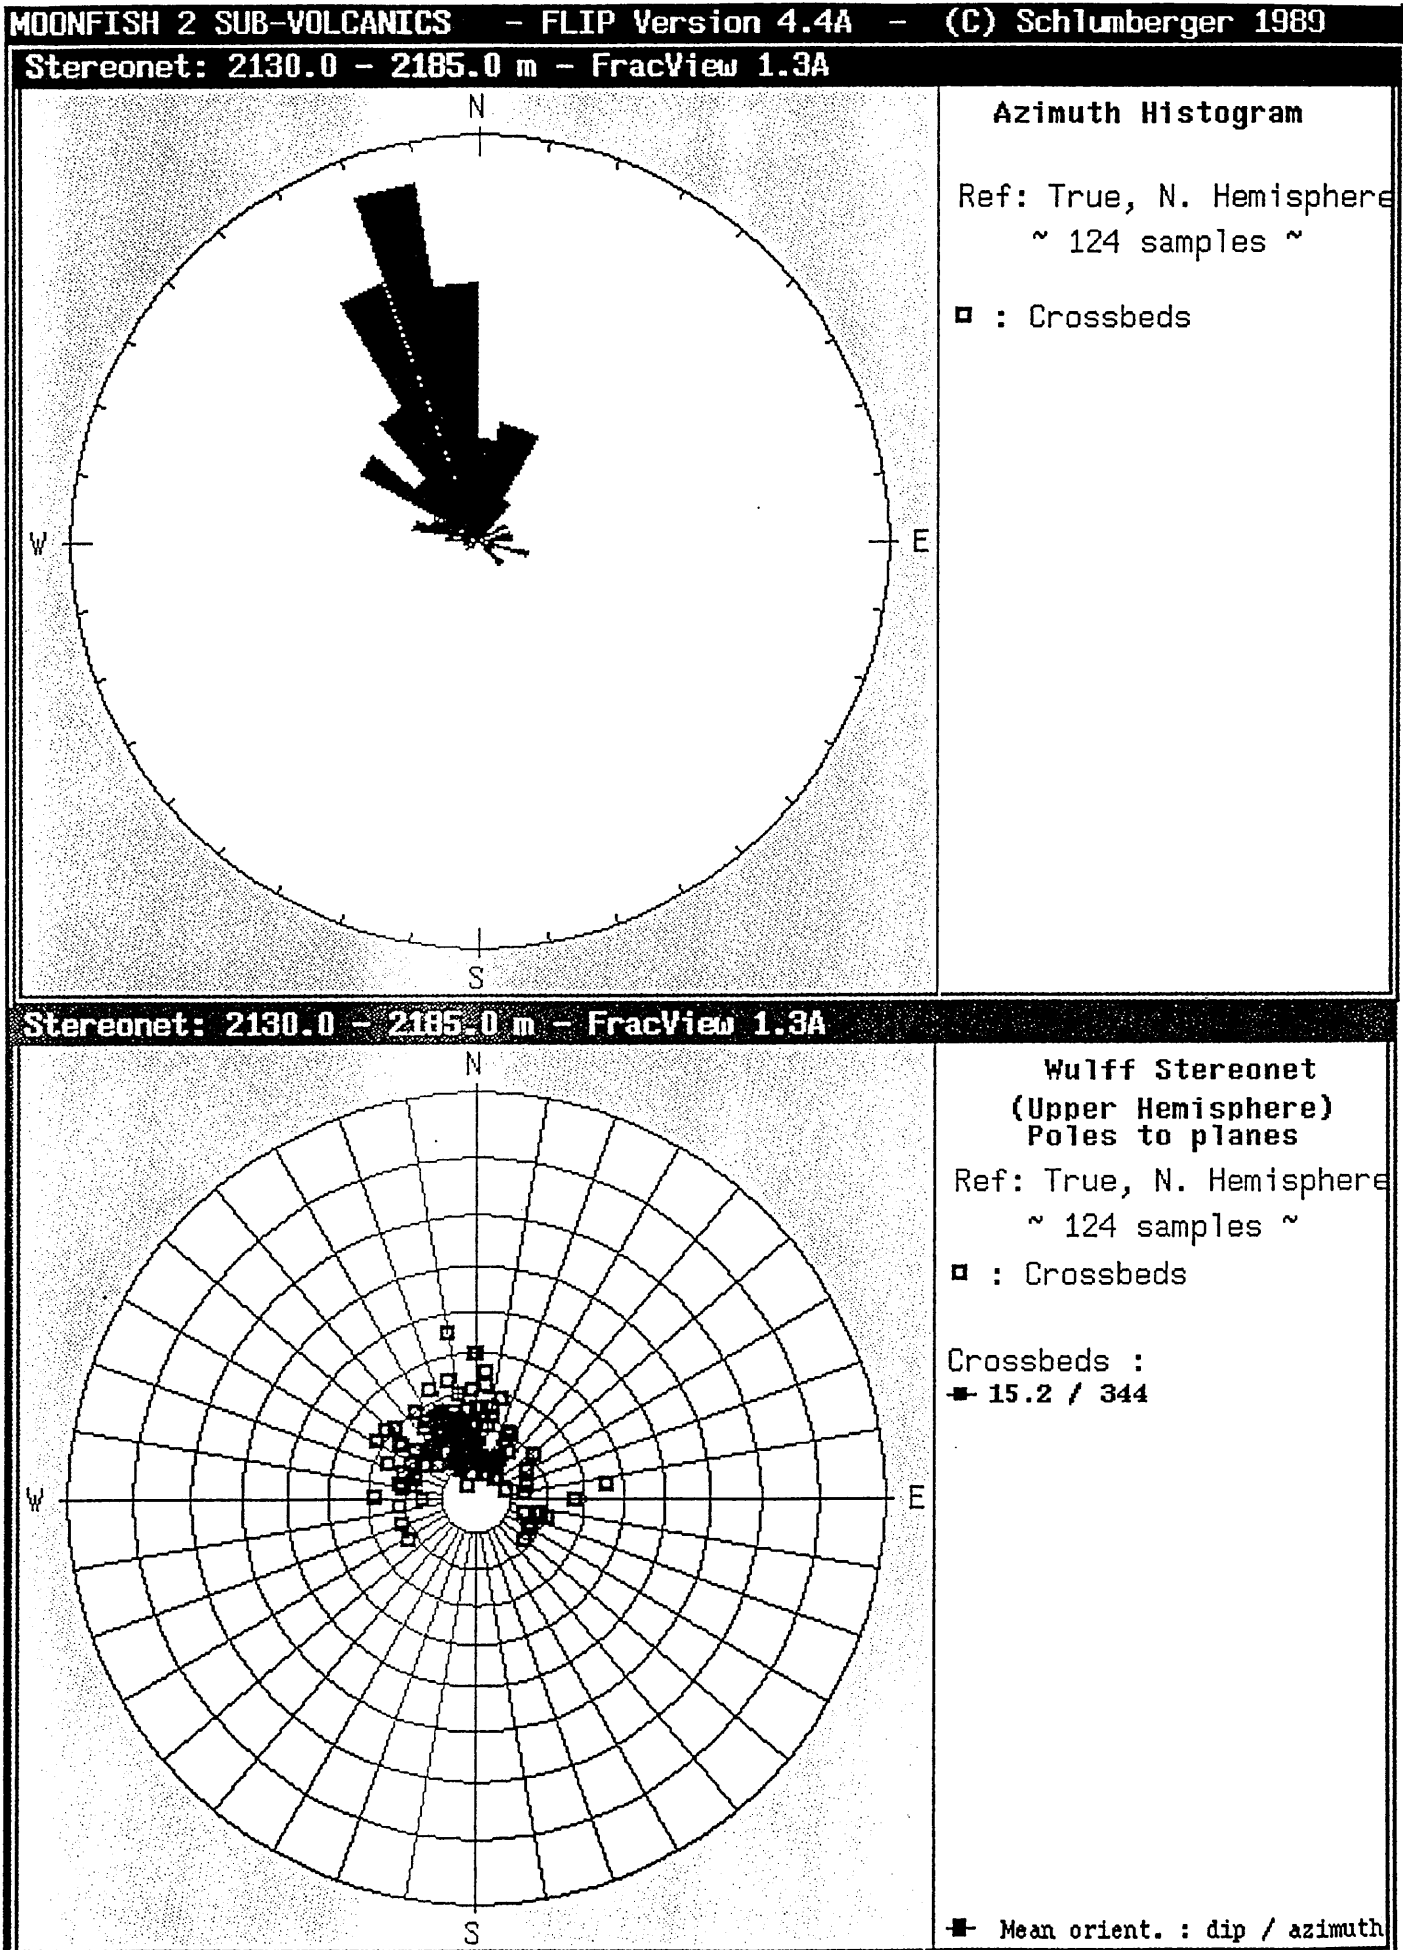 MOONFISH 2 SUB-VOLCANICS - FLIP Version 4.4A - (C) Schlumberger 1989
Stereonet: 2130.0 - 2185.0 m - FracView 1.3A
N
W
E
S
Azimuth Histogram
Ref: True, N. Hemisphere
~ 124 samples ~
: Crossbeds
Stereonet: 2130.0 - 2185.0 m - FracView 1.3A
N
W
E
S
Wulff Stereonet
(Upper Hemisphere)
Poles to planes
Ref: True, N. Hemisphere
~ 124 samples ~
: Crossbeds
Crossbeds :
15.2 / 344
Mean orient. : dip / azimuth